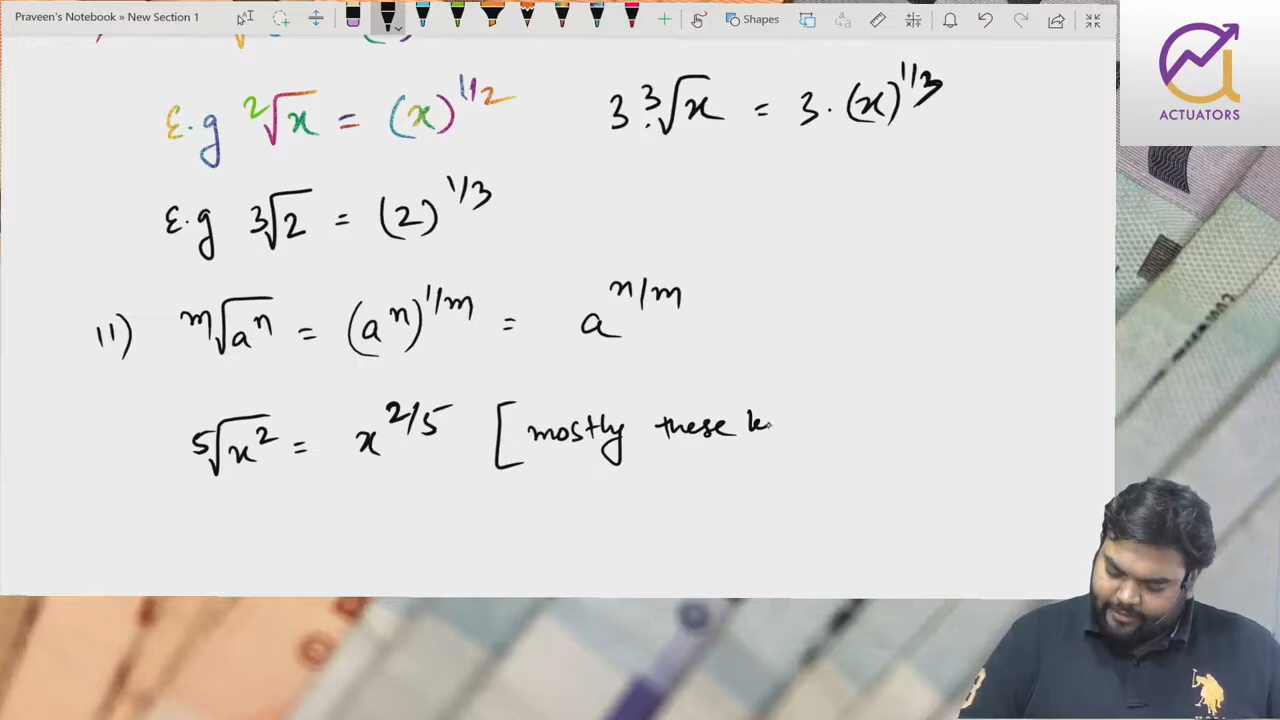 Praveen's Notebook » New Section 1
Shapes
ACTUATORS
E.g ²√x = (x)^1/2
3 ³√x = 3·(x)^1/3
E.g ³√2 = (2)^1/3
11) ᵐ√aⁿ = (aⁿ)^1/m = a^n/m
⁵√x² = x^2/5 [mostly these